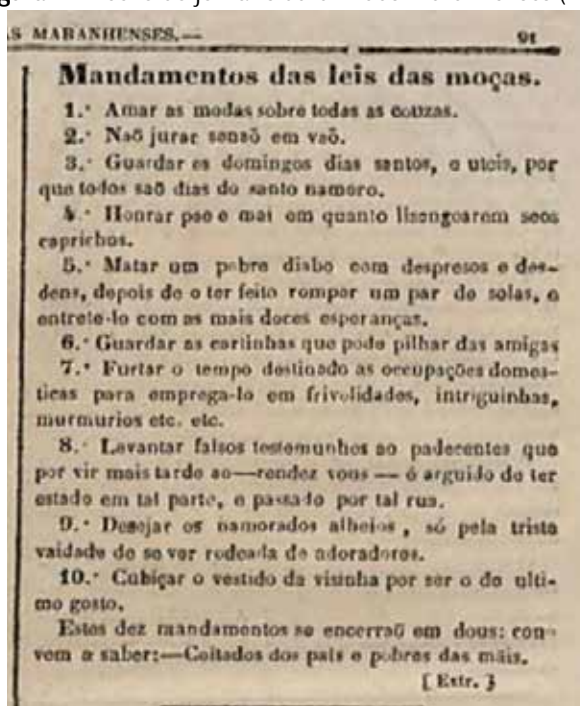 S MARANHENSES.— 91
Mandamentos das leis das moças.
1.º Amar as modas sobre todas as couzas.
2.º Naõ jurar senaõ em vaõ.
3.º Guardar os domingos dias santos, e uteis, por
que todos saõ dias do santo namoro.
4.º Honrar pae e mai em quanto lisongearem seos
caprichos.
5.º Matar um pobre diabo com despresos e des-
dens, depois de o ter feito romper um par de solas, e
entrete-lo com as mais doces esperanças.
6.º Guardar as cartinhas que pode pilhar das amigas
7.º Furtar o tempo destinado as occupações domes-
ticas para emprega-lo em frivolidades, intriguinhas,
murmurios etc. etc.
8.º Levantar falsos testemunhos ao padecentes que
por vir mais tarde ao—rendez vous— é arguido de ter
estado em tal parte, e passado por tal rua.
9.º Desejar os namorados alheios, só pela triste
vaidade de se ver rodeada de adoradores.
10.º Cubiçar o vestido da visinha por ser o do ulti-
mo gosto.
Estes dez mandamentos se encerraõ em dous: con-
vem a saber:—Coitados dos pais e pobres das mãis.
[ Extr. ]